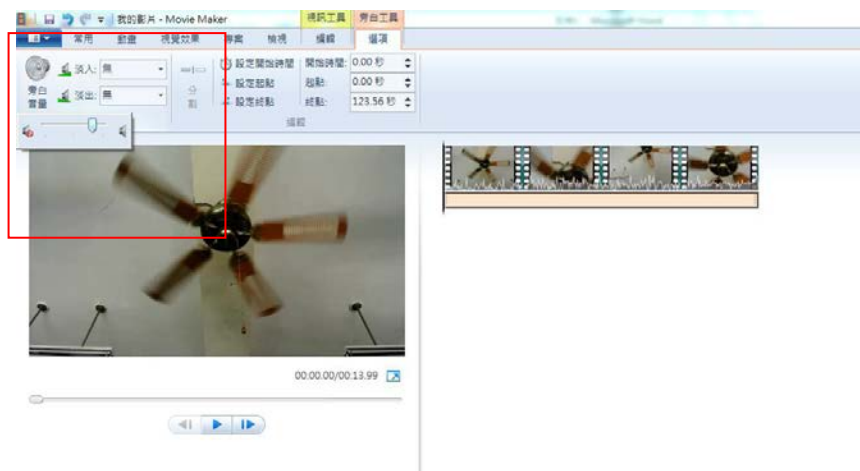 我的影片 - Movie Maker
視訊工具 旁白工具
常用 動畫 視覺效果 專案 檢視 編輯 選項
旁白音量
淡入: 無
淡出: 無
分割
設定開始時間
設定起點
設定終點
開始時間: 0.00 秒
起點: 0.00 秒
終點: 123.56 秒
編輯
00:00.00/00:13.99